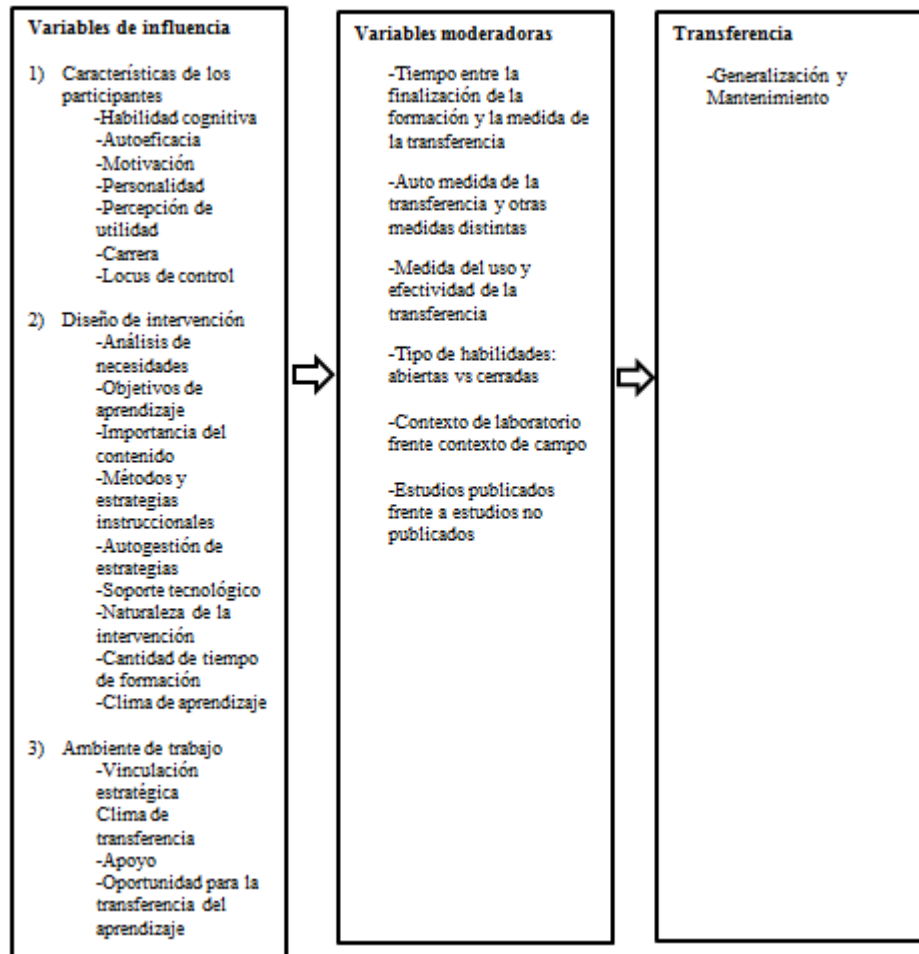 Variables de influencia
1) Características de los
participantes
-Habilidad cognitiva
-Autoeficacia
-Motivación
-Personalidad
-Percepción de
utilidad
-Carrera
-Locus de control
2) Diseño de intervención
-Análisis de
necesidades
-Objetivos de
aprendizaje
-Importancia del
contenido
-Métodos y
estrategias
instruccionales
-Autogestión de
estrategias
-Soporte tecnológico
-Naturaleza de la
intervención
-Cantidad de tiempo
de formación
-Clima de aprendizaje
3) Ambiente de trabajo
-Vinculación
estratégica
Clima de
transferencia
-Apoyo
-Oportunidad para la
transferencia del
aprendizaje
Variables moderadoras
-Tiempo entre la
finalización de la
formación y la medida de
la transferencia
-Auto medida de la
transferencia y otras
medidas distintas
-Medida del uso y
efectividad de la
transferencia
-Tipo de habilidades:
abiertas vs cerradas
-Contexto de laboratorio
frente contexto de campo
-Estudios publicados
frente a estudios no
publicados
Transferencia
-Generalización y
Mantenimiento